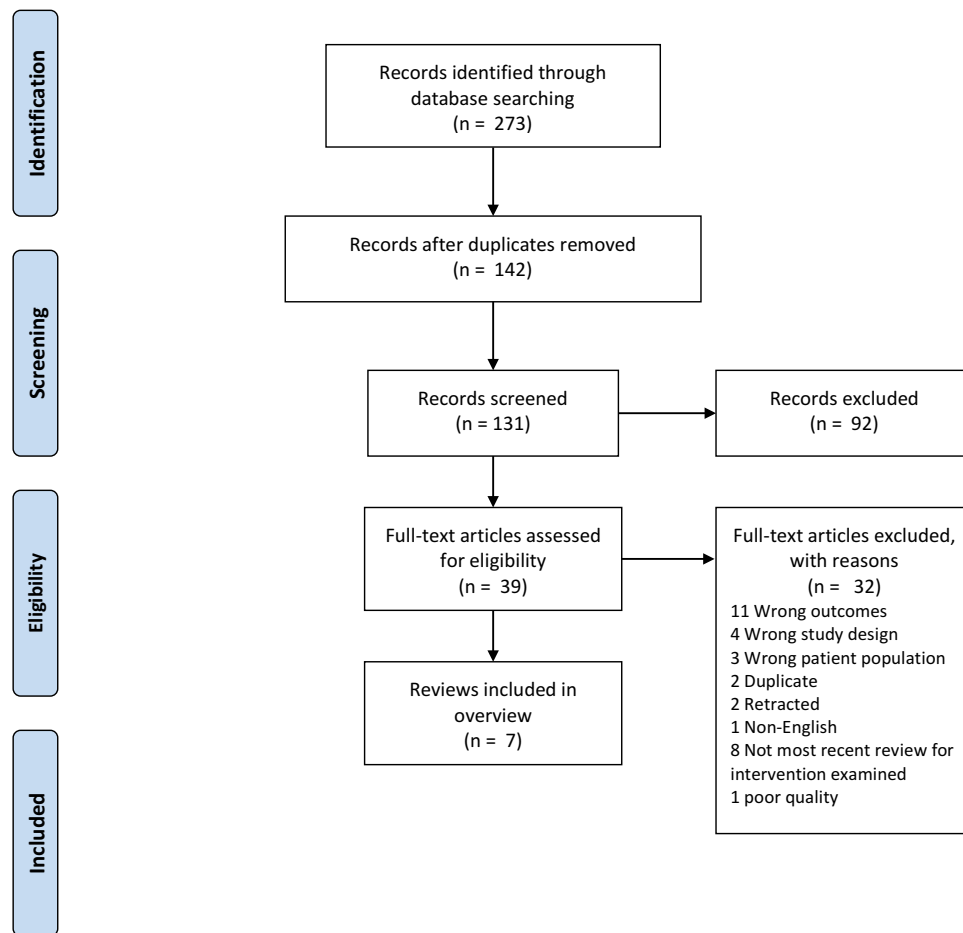 Identification
Records identified through
database searching
(n = 273)
Records after duplicates removed
(n = 142)
Screening
Records screened
(n = 131)
Records excluded
(n = 92)
Eligibility
Full-text articles assessed
for eligibility
(n = 39)
Full-text articles excluded,
with reasons
(n = 32)
11 Wrong outcomes
4 Wrong study design
3 Wrong patient population
2 Duplicate
2 Retracted
1 Non-English
8 Not most recent review for
intervention examined
1 poor quality
Included
Reviews included in
overview
(n = 7)